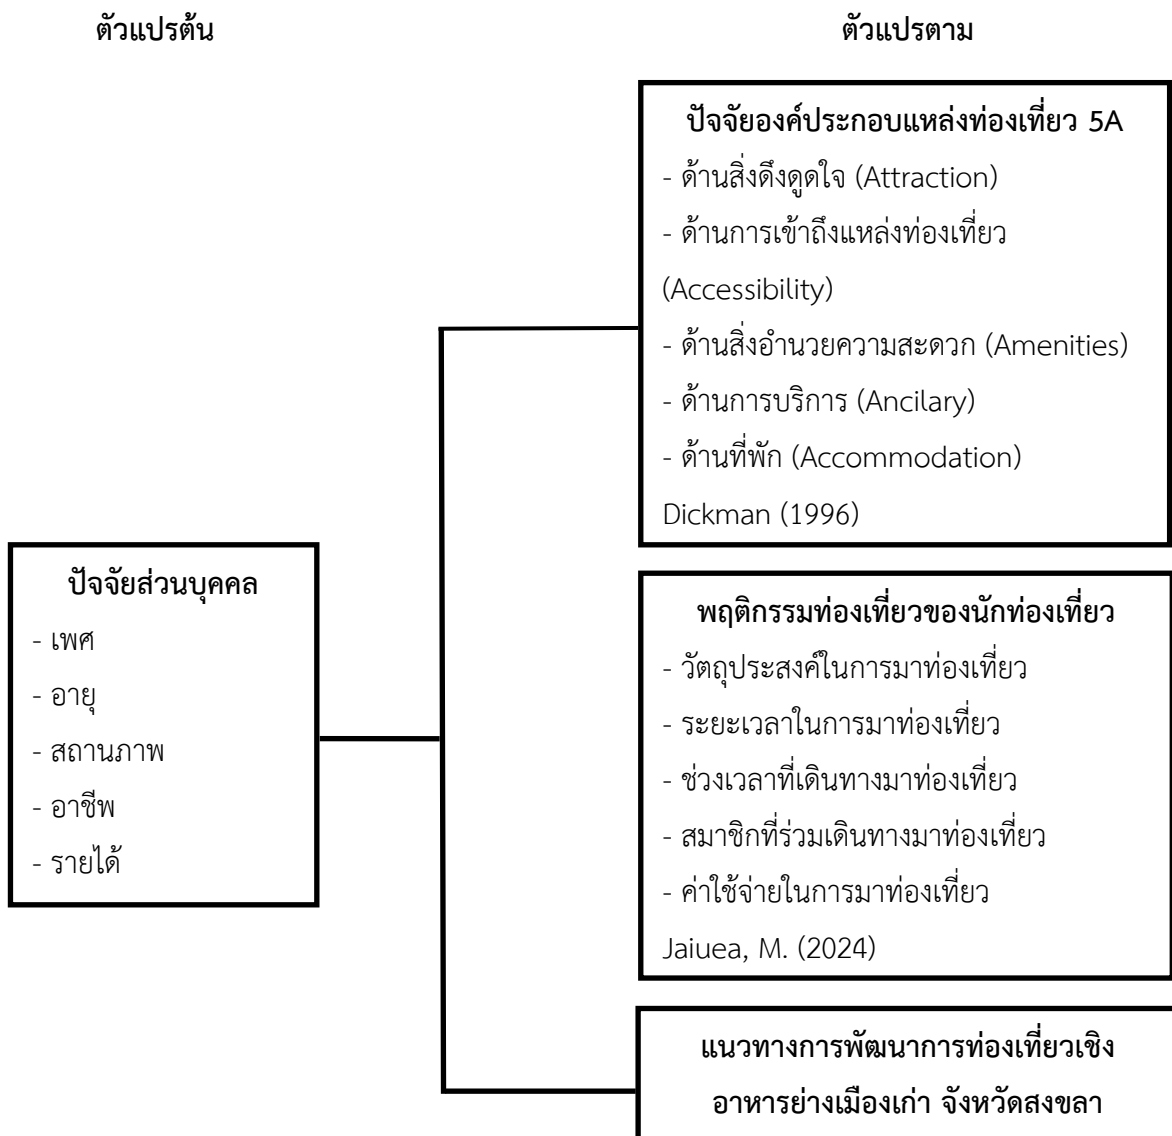 ตัวแปรต้น
ตัวแปรตาม
ปัจจัยองค์ประกอบแหล่งท่องเที่ยว 5A
- ด้านสิ่งดึงดูดใจ (Attraction)
- ด้านการเข้าถึงแหล่งท่องเที่ยว
(Accessibility)
- ด้านสิ่งอำนวยความสะดวก (Amenities)
- ด้านการบริการ (Ancilary)
- ด้านที่พัก (Accommodation)
Dickman (1996)
ปัจจัยส่วนบุคคล
- เพศ
- อายุ
- สถานภาพ
- อาชีพ
- รายได้
พฤติกรรมท่องเที่ยวของนักท่องเที่ยว
- วัตถุประสงค์ในการมาท่องเที่ยว
- ระยะเวลาในการมาท่องเที่ยว
- ช่วงเวลาที่เดินทางมาท่องเที่ยว
- สมาชิกที่ร่วมเดินทางมาท่องเที่ยว
- ค่าใช้จ่ายในการมาท่องเที่ยว
Jaiuea, M. (2024)
แนวทางการพัฒนาการท่องเที่ยวเชิง
อาหารย่างเมืองเก่า จังหวัดสงขลา